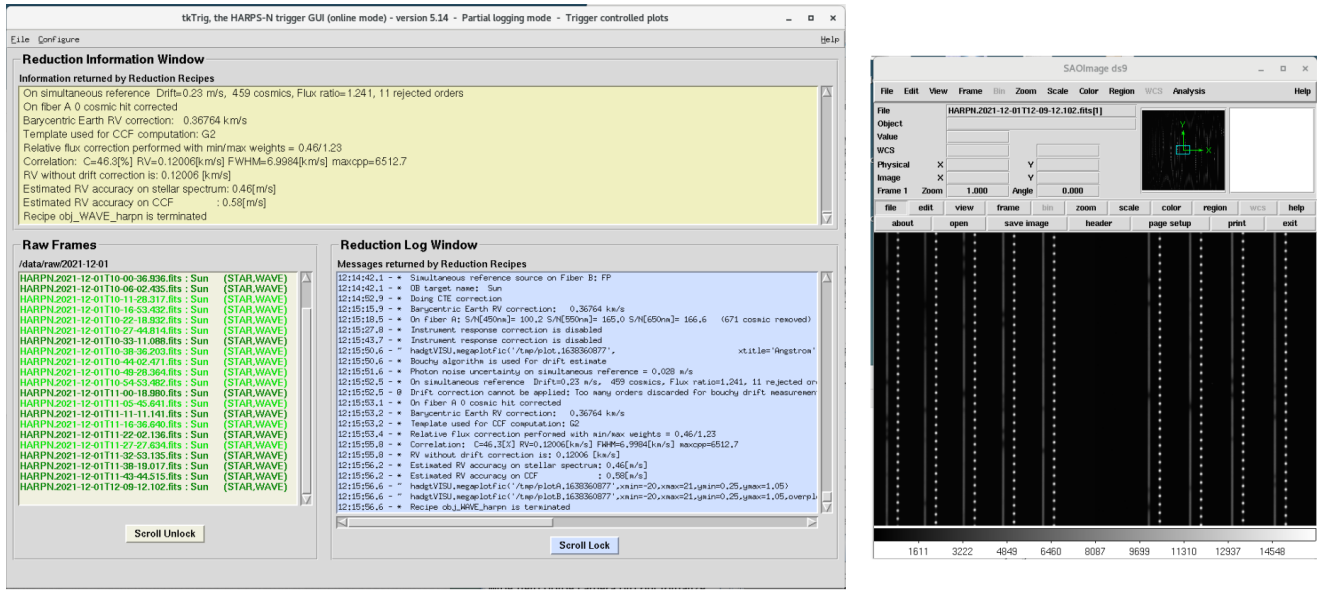 tkTrig, the HARPS-N trigger GUI (online mode) - version 5.14 - Partial logging mode - Trigger controlled plots
File Configure Help
Reduction Information Window
Information returned by Reduction Recipes
On simultaneous reference Drift=0.23 m/s, 459 cosmics, Flux ratio=1.241, 11 rejected orders
On fiber A 0 cosmic hit corrected
Barycentric Earth RV correction: 0.36764 km/s
Template used for CCF computation: G2
Relative flux correction performed with min/max weights = 0.46/1.23
Correlation: C=46.3[%] RV=0.12006[km/s] FWHM=6.9984[km/s] maxcpp=6512.7
RV without drift correction is: 0.12006 [km/s]
Estimated RV accuracy on stellar spectrum: 0.46[m/s]
Estimated RV accuracy on CCF : 0.58[m/s]
Recipe obj_WAVE_harpn is terminated
Raw Frames
/data/raw/2021-12-01
HARPN.2021-12-01T10-00-36.936.fits : Sun (STAR,WAVE)
HARPN.2021-12-01T10-06-02.435.fits : Sun (STAR,WAVE)
HARPN.2021-12-01T10-11-28.317.fits : Sun (STAR,WAVE)
HARPN.2021-12-01T10-16-53.432.fits : Sun (STAR,WAVE)
HARPN.2021-12-01T10-22-18.932.fits : Sun (STAR,WAVE)
HARPN.2021-12-01T10-27-44.814.fits : Sun (STAR,WAVE)
HARPN.2021-12-01T10-33-11.088.fits : Sun (STAR,WAVE)
HARPN.2021-12-01T10-38-36.203.fits : Sun (STAR,WAVE)
HARPN.2021-12-01T10-44-02.471.fits : Sun (STAR,WAVE)
HARPN.2021-12-01T10-49-28.364.fits : Sun (STAR,WAVE)
HARPN.2021-12-01T10-54-53.482.fits : Sun (STAR,WAVE)
HARPN.2021-12-01T11-00-18.980.fits : Sun (STAR,WAVE)
HARPN.2021-12-01T11-05-45.641.fits : Sun (STAR,WAVE)
HARPN.2021-12-01T11-11-11.141.fits : Sun (STAR,WAVE)
HARPN.2021-12-01T11-16-36.640.fits : Sun (STAR,WAVE)
HARPN.2021-12-01T11-22-02.136.fits : Sun (STAR,WAVE)
HARPN.2021-12-01T11-27-27.634.fits : Sun (STAR,WAVE)
HARPN.2021-12-01T11-32-53.135.fits : Sun (STAR,WAVE)
HARPN.2021-12-01T11-38-19.017.fits : Sun (STAR,WAVE)
HARPN.2021-12-01T11-43-44.515.fits : Sun (STAR,WAVE)
HARPN.2021-12-01T12-09-12.102.fits : Sun (STAR,WAVE)
Scroll Unlock
Reduction Log Window
Messages returned by Reduction Recipes
12:14:42.1 - * Simultaneous reference source on Fiber B: FP
12:14:42.1 - * OB target name: Sun
12:14:52.9 - * Doing CTE correction
12:15:15.9 - * Barycentric Earth RV correction: 0.36764 km/s
12:15:18.5 - * On fiber A: S/N[450nm]= 100.2 S/N[550nm]= 165.0 S/N[650nm]= 166.6 (671 cosmic removed)
12:15:27.8 - * Instrument response correction is disabled
12:15:43.7 - * Instrument response correction is disabled
12:15:50.6 - ~ hadgtVISU.megaplotfic('/tmp/plot.1638360877', xtitle='Angstrom'
12:15:50.6 - * Bouchy algorithm is used for drift estimate
12:15:51.6 - * Photon noise uncertainty on simultaneous reference = 0.028 m/s
12:15:52.5 - * On simultaneous reference Drift=0.23 m/s, 459 cosmics, Flux ratio=1.241, 11 rejected or
12:15:52.5 - @ Drift correction cannot be applied: Too many orders discarded for bouchy drift measuremen
12:15:53.1 - * On fiber A 0 cosmic hit corrected
12:15:53.2 - * Barycentric Earth RV correction: 0.36764 km/s
12:15:53.2 - * Template used for CCF computation: G2
12:15:53.4 - * Relative flux correction performed with min/max weights = 0.46/1.23
12:15:55.8 - * Correlation: C=46.3[%] RV=0.12006[km/s] FWHM=6.9984[km/s] maxcpp=6512.7
12:15:55.8 - * RV without drift correction is: 0.12006 [km/s]
12:15:56.2 - * Estimated RV accuracy on stellar spectrum: 0.46[m/s]
12:15:56.2 - * Estimated RV accuracy on CCF : 0.58[m/s]
12:15:56.6 - ~ hadgtVISU.megaplotfic('/tmp/plotA.1638360877',xmin=-20,xmax=21,ymin=0.25,ymax=1.05)
12:15:56.6 - ~ hadgtVISU.megaplotfic('/tmp/plotB.1638360877',xmin=-20,xmax=21,ymin=0.25,ymax=1.05,overpl
12:15:56.6 - * Recipe obj_WAVE_harpn is terminated
Scroll Lock
SAOImage ds9
File Edit View Frame Bin Zoom Scale Color Region WCS Analysis Help
File HARPN.2021-12-01T12-09-12.102.fits[1]
Object
Value
WCS
Physical X Y
Image X Y
Frame 1 Zoom 1.000 Angle 0.000
Y
X
file edit view frame bin zoom scale color region wcs help
about open save image header page setup print exit
1611 3222 4849 6460 8087 9699 11310 12937 14548